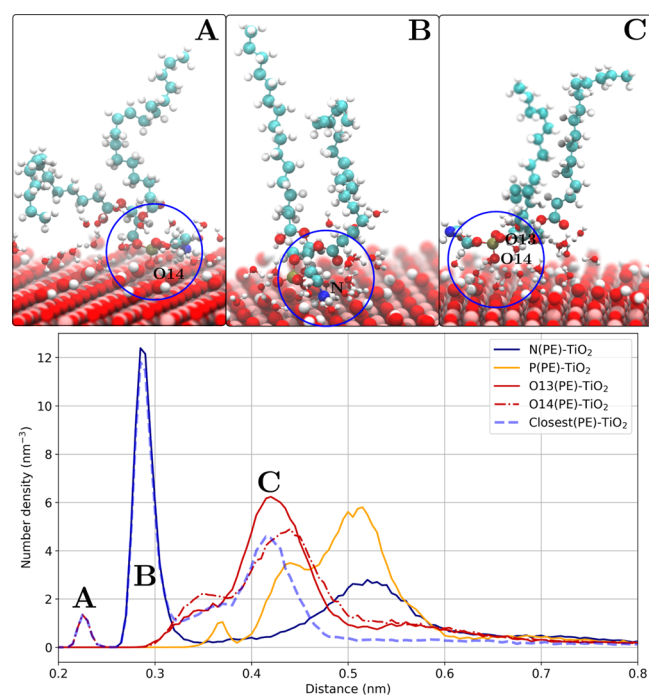 A
B
C
O14
N
O13
O14
12
10
8
6
4
2
0
Number density (nm⁻³)
N(PE)-TiO₂
P(PE)-TiO₂
O13(PE)-TiO₂
O14(PE)-TiO₂
Closest(PE)-TiO₂
A
B
C
0.2 0.3 0.4 0.5 0.6 0.7 0.8
Distance (nm)